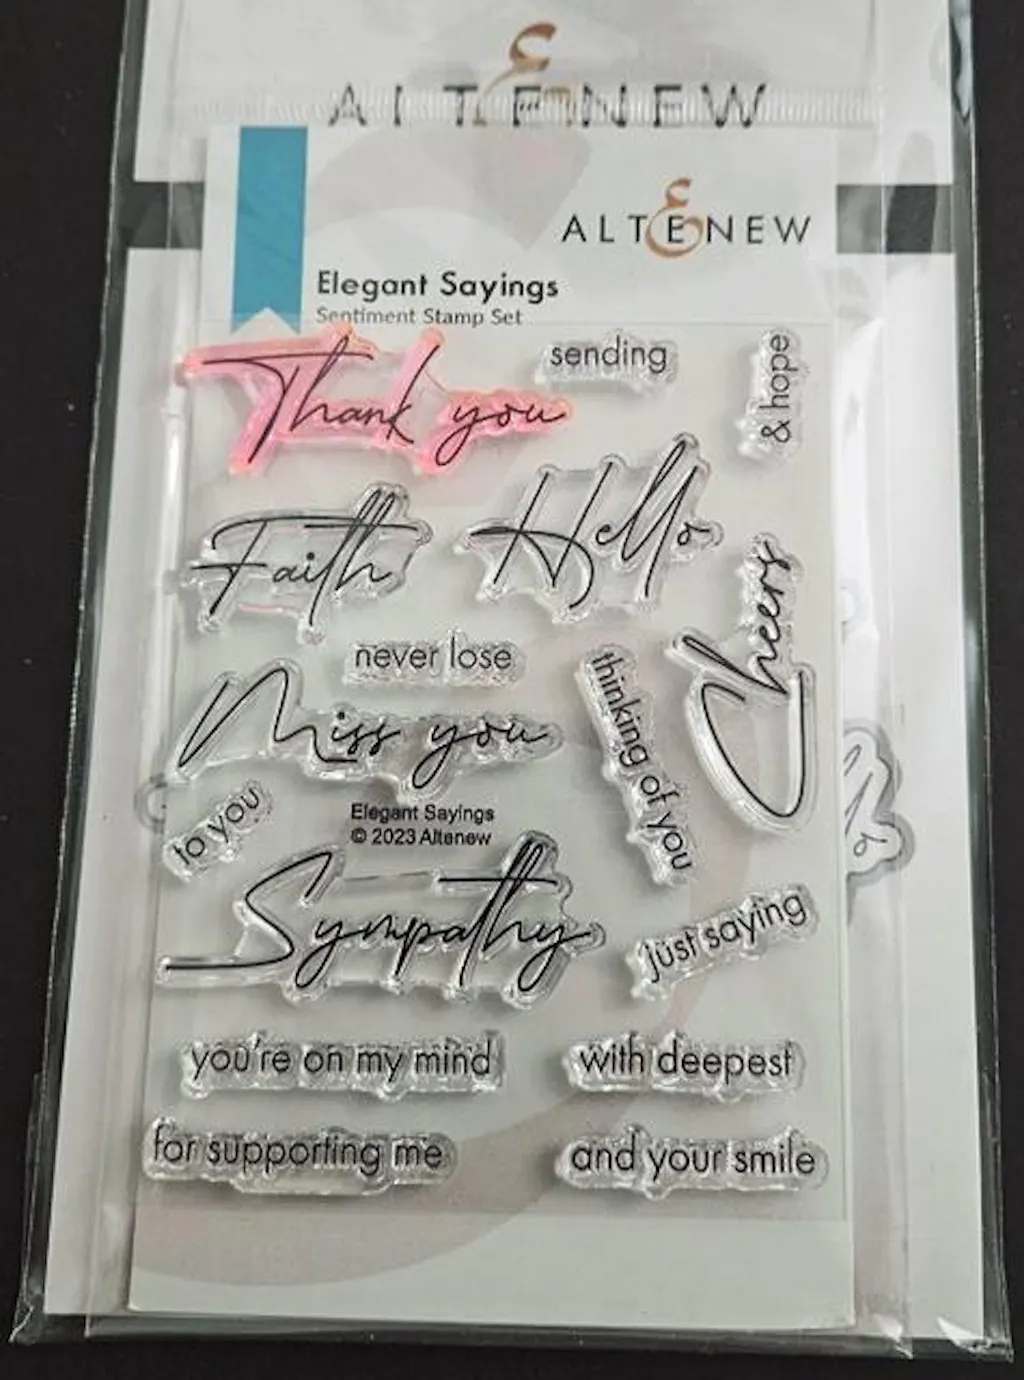 ALTENEW
ALTENEW
Elegant Sayings
Sentiment Stamp Set
Thank you
sending
& hope
Faith
Hello
Cheers
never lose
thinking of you
Miss you
to you
Elegant Sayings
© 2023 Altenew
Sympathy
just saying
you're on my mind
with deepest
for supporting me
and your smile